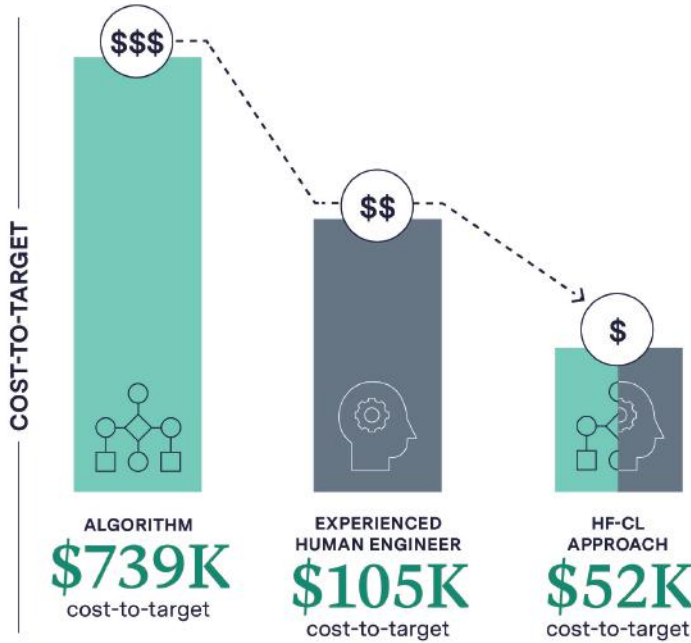 COST-TO-TARGET
$$$
$$
$
ALGORITHM
$739K
cost-to-target
EXPERIENCED
HUMAN ENGINEER
$105K
cost-to-target
HF-CL
APPROACH
$52K
cost-to-target